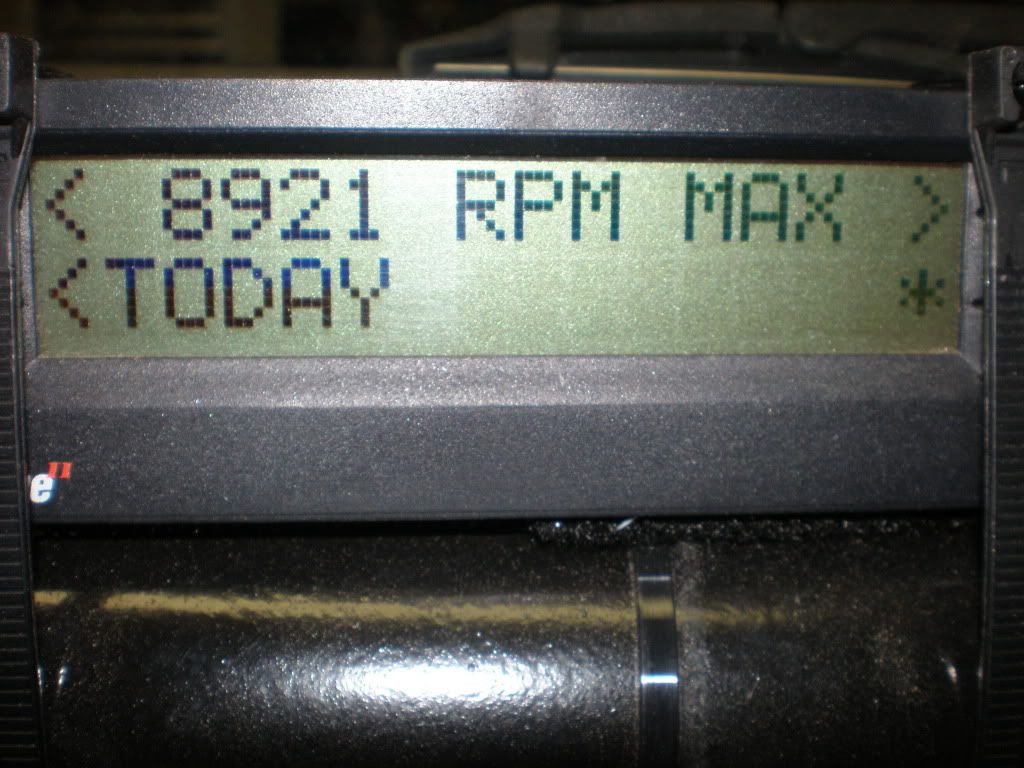 < 8921 RPM MAX >
<TODAY *
e"